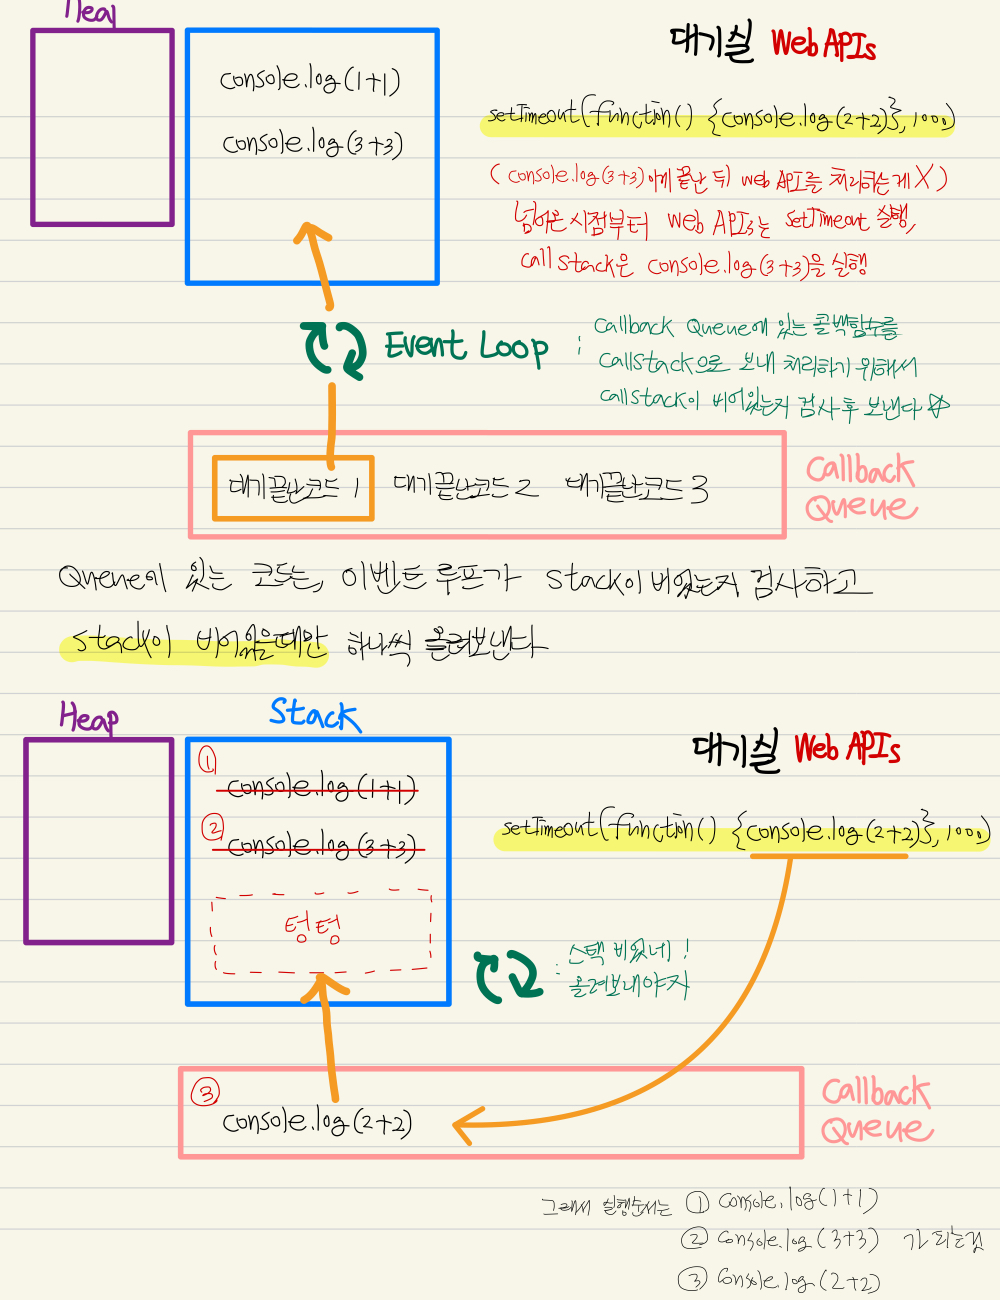 Heap
대기실 Web APIs
console.log(1+1)
console.log(3+3)
setTimeout(function() {console.log(2+2)}, 1000)
(console.log(3+3)이게 끝난 뒤 web API를 처리하는게 X)
넘어온 시점부터 Web APIs는 setTimeout 실행,
call stack은 console.log(3+3)을 실행
Event Loop :
Callback Queue에 있는 콜백함수를
Callstack으로 보내 처리하기 위해서
callstack이 비어있는지 검사 후 보낸다 ☆
대기끝난코드 1 대기끝난코드 2 대기끝난코드 3
Callback
Queue
Queue에 있는 코드는, 이벤트 루프가 Stack이 비었는지 검사하고
Stack이 비어있을때만 하나씩 올려보낸다
Heap
Stack
대기실 Web APIs
①
console.log(1+1)
②
console.log(3+3)
setTimeout(function() {console.log(2+2)}, 1000)
텅텅
: 스택 비었네!
올려보내야지
③
console.log(2+2)
Callback
Queue
그래서 실행순서는 ① console.log(1+1)
② console.log(3+3) 가 되는것
③ console.log(2+2)